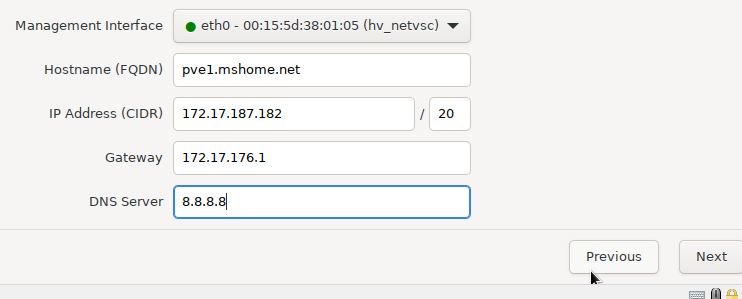 Management Interface eth0 - 00:15:5d:38:01:05 (hv_netvsc)
Hostname (FQDN) pve1.mshome.net
IP Address (CIDR) 172.17.187.182 / 20
Gateway 172.17.176.1
DNS Server 8.8.8.8
Previous Next